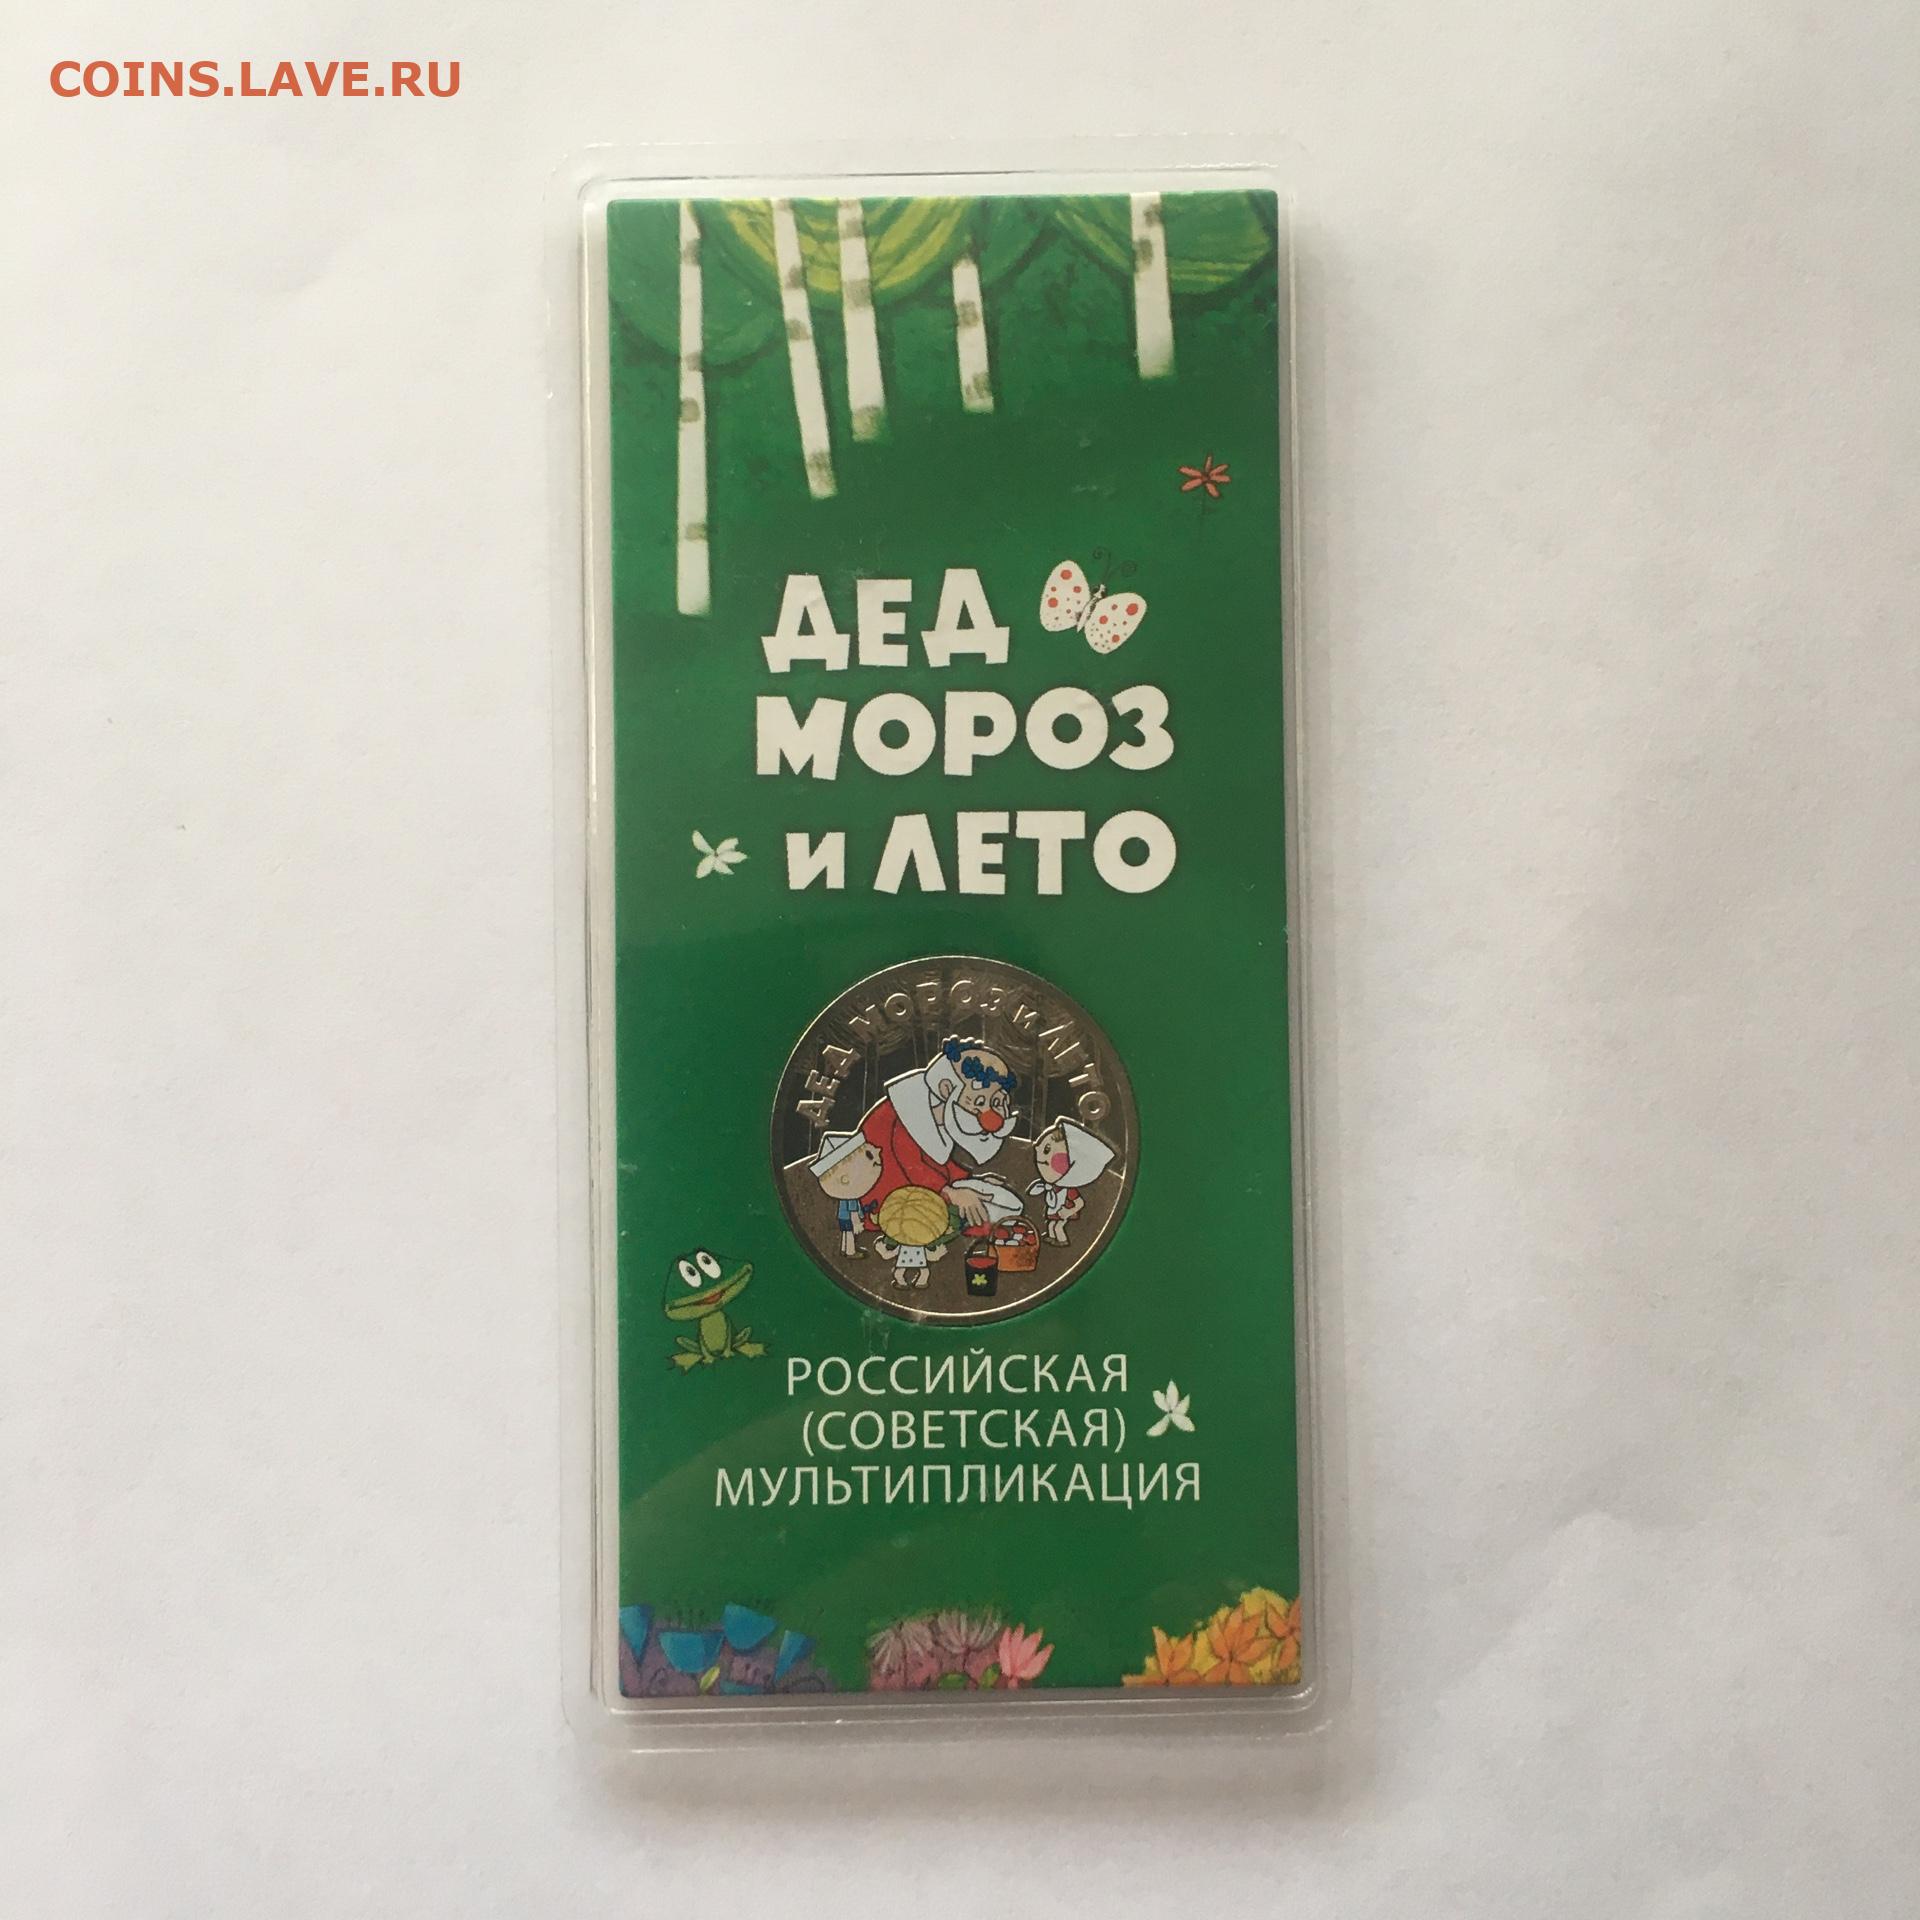 COINS.LAVE.RU
ДЕД
МОРОЗ
и ЛЕТО
ДЕД МОРОЗ и ЛЕТО
РОССИЙСКАЯ
(СОВЕТСКАЯ)
МУЛЬТИПЛИКАЦИЯ